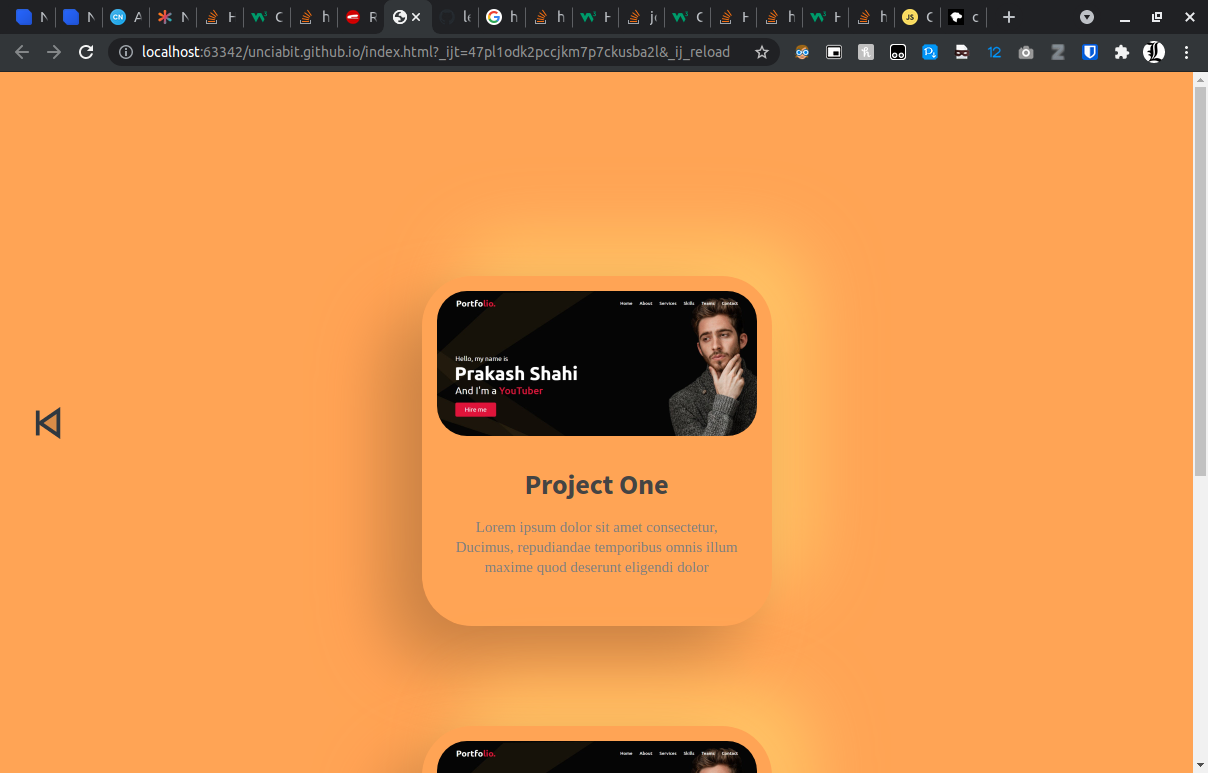 localhost:63342/unciabit.github.io/index.html?_ijt=47pl1odk2pccjkm7p7ckusba2l&_ij_reload
12
Portfolio.
Home About Services Skills Teams Contact
Hello, my name is
Prakash Shahi
And I'm a YouTuber
Hire me
Project One
Lorem ipsum dolor sit amet consectetur,
Ducimus, repudiandae temporibus omnis illum
maxime quod deserunt eligendi dolor
Portfolio.
Home About Services Skills Teams Contact